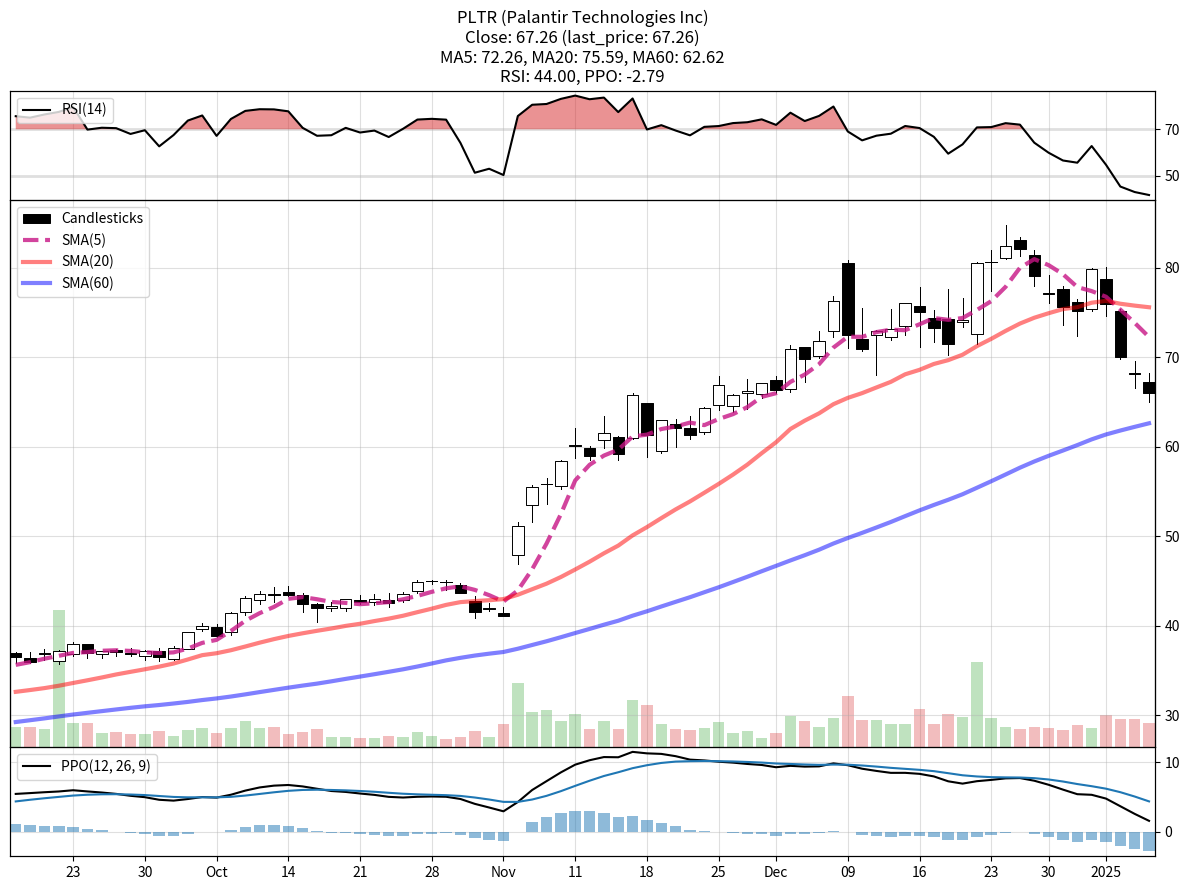 PLTR (Palantir Technologies Inc)
Close: 67.26 (last_price: 67.26)
MA5: 72.26, MA20: 75.59, MA60: 62.62
RSI: 44.00, PPO: -2.79
RSI(14)
70
50
Candlesticks
SMA(5)
SMA(20)
SMA(60)
80
70
60
50
40
30
PPO(12, 26, 9)
10
0
23 30 Oct 14 21 28 Nov 11 18 25 Dec 09 16 23 30 2025